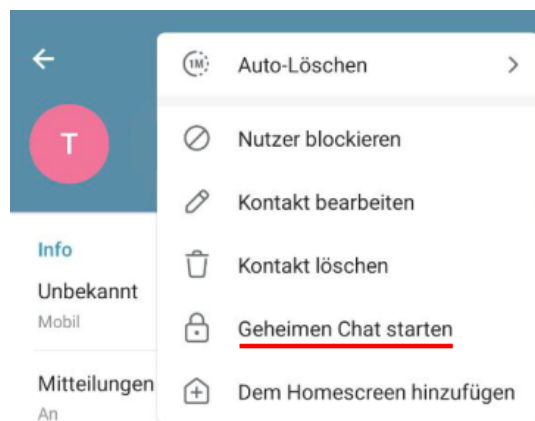 1M
Auto-Löschen
T
Nutzer blockieren
Kontakt bearbeiten
Info
Kontakt löschen
Unbekannt
Mobil
Geheimen Chat starten
Mitteilungen
Dem Homescreen hinzufügen
An